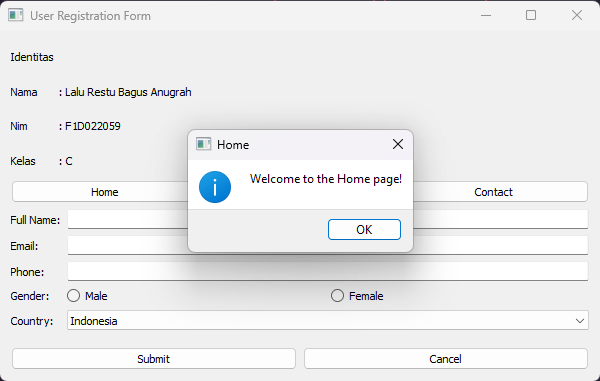 User Registration Form
Identitas
Nama : Lalu Restu Bagus Anugrah
Nim : F1D022059
Kelas : C
Home
Welcome to the Home page!
OK
Home Contact
Full Name:
Email:
Phone:
Gender: Male Female
Country: Indonesia
Submit Cancel